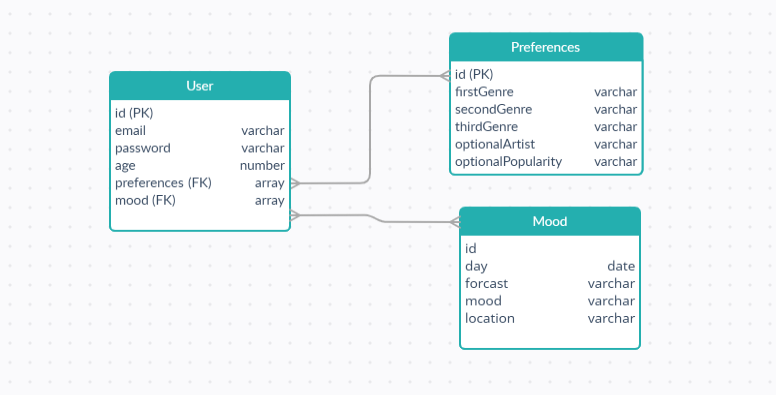 User
id (PK)
email varchar
password varchar
age number
preferences (FK) array
mood (FK) array
Preferences
id (PK)
firstGenre varchar
secondGenre varchar
thirdGenre varchar
optionalArtist varchar
optionalPopularity varchar
Mood
id
day date
forcast varchar
mood varchar
location varchar